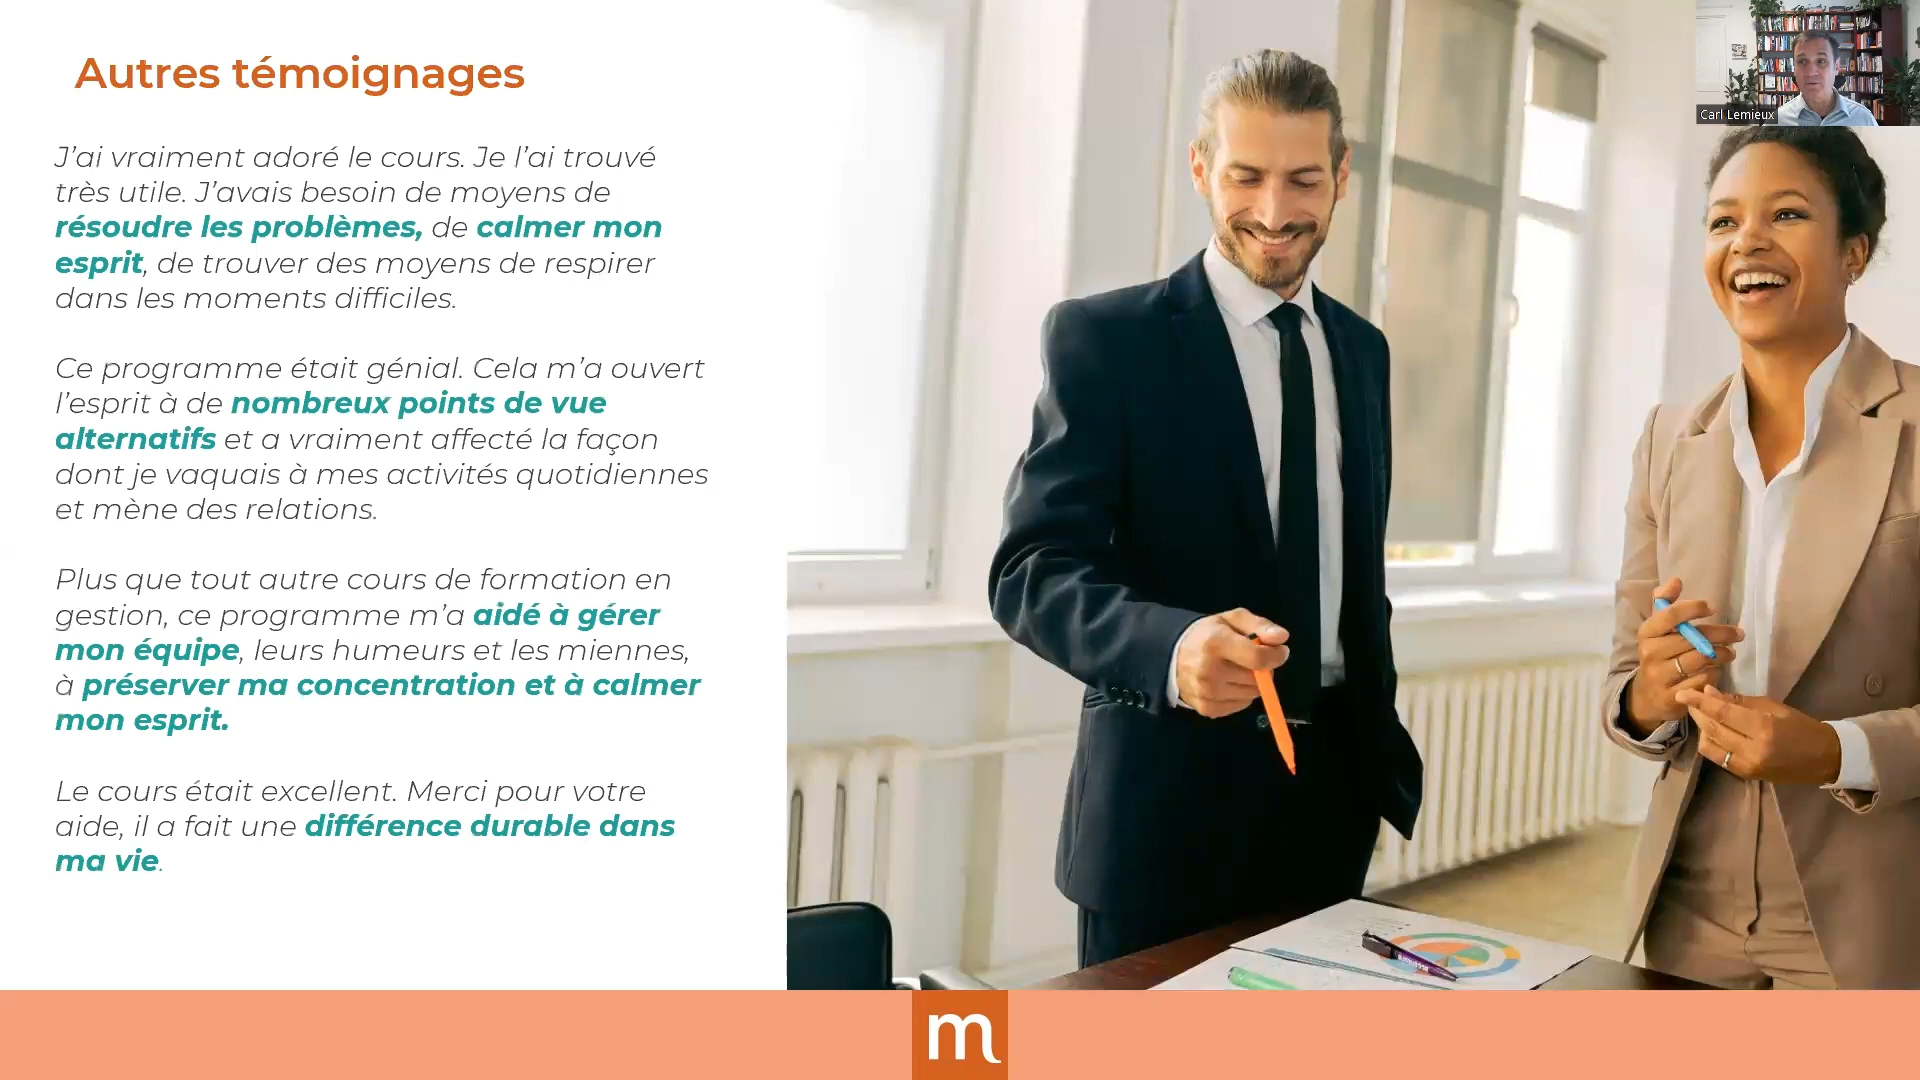 Autres témoignages
J’ai vraiment adoré le cours. Je l’ai trouvé
très utile. J’avais besoin de moyens de
résoudre les problèmes, de calmer mon
esprit, de trouver des moyens de respirer
dans les moments difficiles.
Ce programme était génial. Cela m’a ouvert
l’esprit à de nombreux points de vue
alternatifs et a vraiment affecté la façon
dont je vaquais à mes activités quotidiennes
et mène des relations.
Plus que tout autre cours de formation en
gestion, ce programme m’a aidé à gérer
mon équipe, leurs humeurs et les miennes,
à préserver ma concentration et à calmer
mon esprit.
Le cours était excellent. Merci pour votre
aide, il a fait une différence durable dans
ma vie.
Carl Lemieux
m